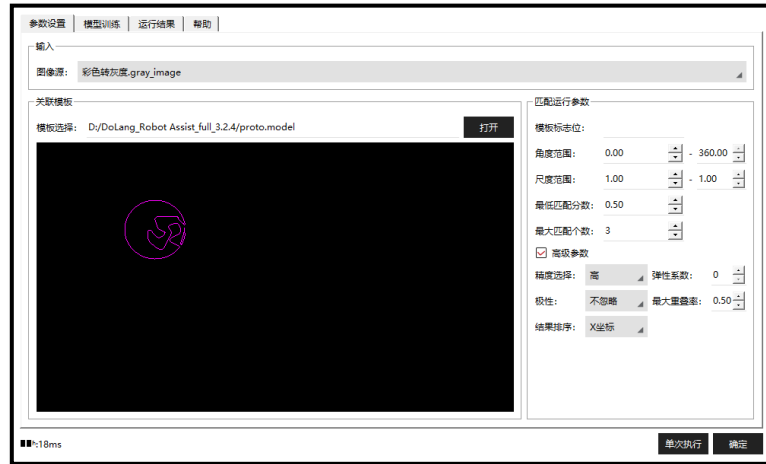 参数设置 模型训练 运行结果 帮助
输入
图像源: 彩色转灰度.gray_image
关联模板
模板选择: D:/DoLang_Robot Assist_full_3.2.4/proto.model 打开
匹配运行参数
模板标志位:
角度范围: 0.00 - 360.00
尺度范围: 1.00 - 1.00
最低匹配分数: 0.50
最大匹配个数: 3
高级参数
精度选择: 高 弹性系数: 0
极性: 不忽略 最大重叠率: 0.50
结果排序: X坐标
:18ms
单次执行 确定